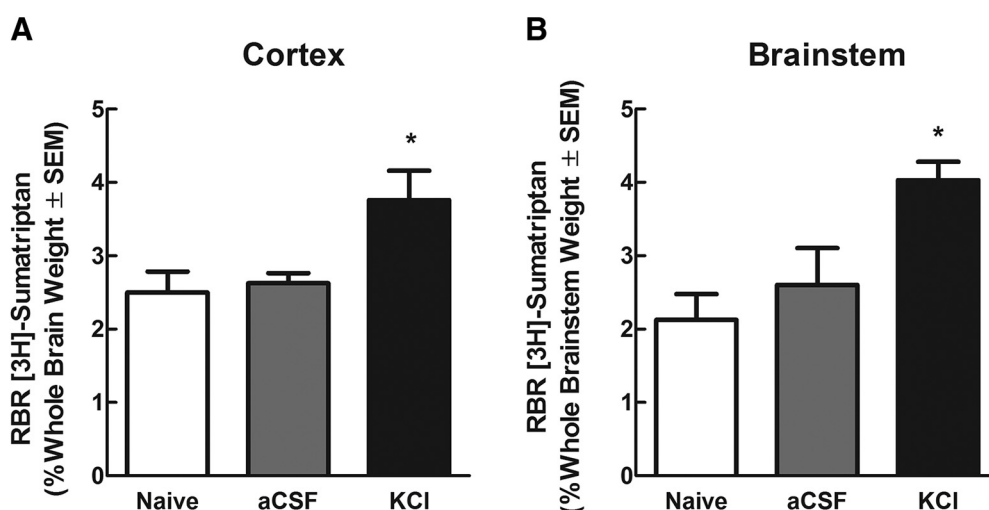 A
Cortex
RBR [3H]-Sumatriptan
(%Whole Brain Weight ± SEM)
5
4
3
2
1
0
*
Naive aCSF KCl
B
Brainstem
RBR [3H]-Sumatriptan
(%Whole Brainstem Weight ± SEM)
5
4
3
2
1
0
*
Naive aCSF KCl